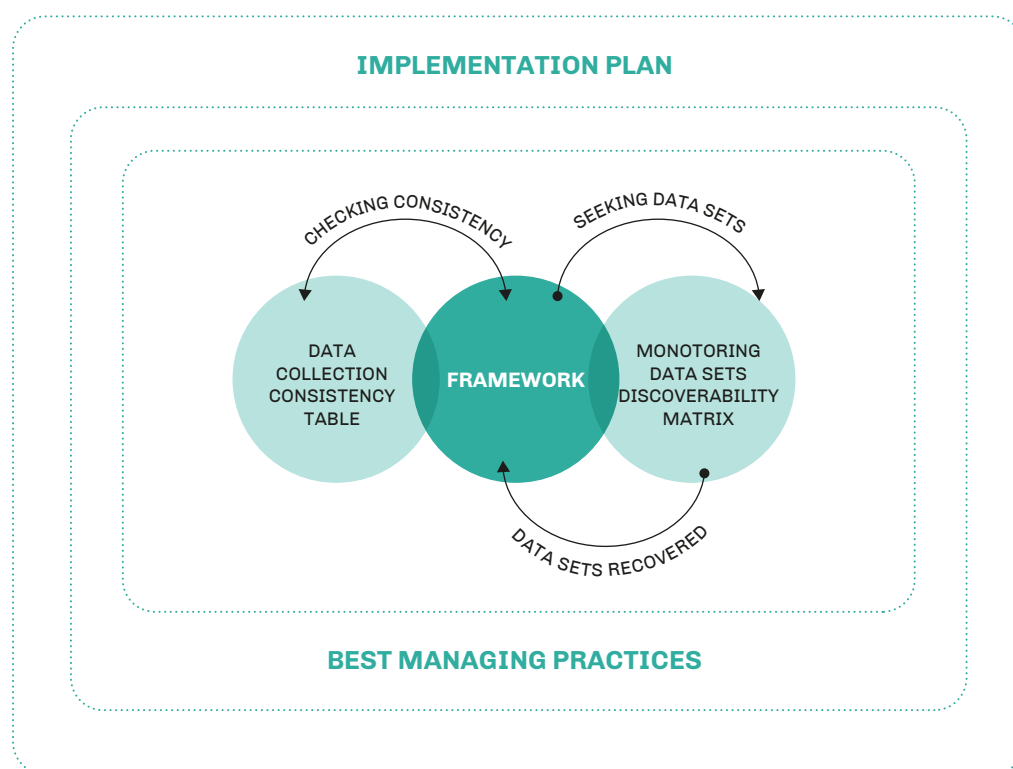 IMPLEMENTATION PLAN
CHECKING CONSISTENCY
SEEKING DATA SETS
DATA
COLLECTION
CONSISTENCY
TABLE
FRAMEWORK
MONOTORING
DATA SETS
DISCOVERABILITY
MATRIX
DATA SETS RECOVERED
BEST MANAGING PRACTICES